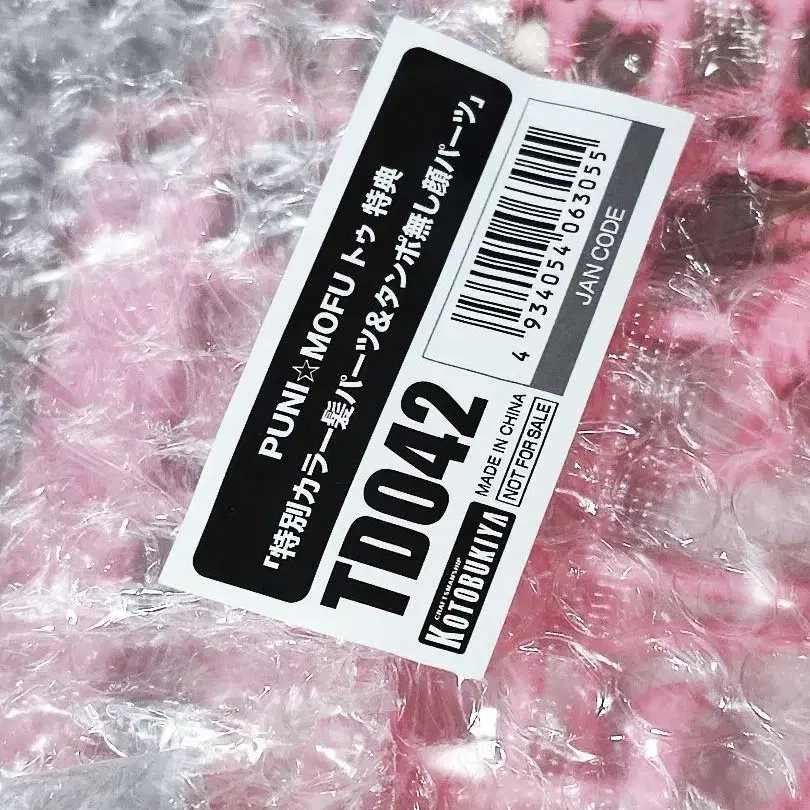 PUNI☆MOFU トゥ 特典
「特別カラー髪パーツ&タンポ無し顔パーツ」
TD042
4 934054 063055
JAN CODE
MADE IN CHINA
NOT FOR SALE
CRAFTSMANSHIP
KOTOBUKIYA